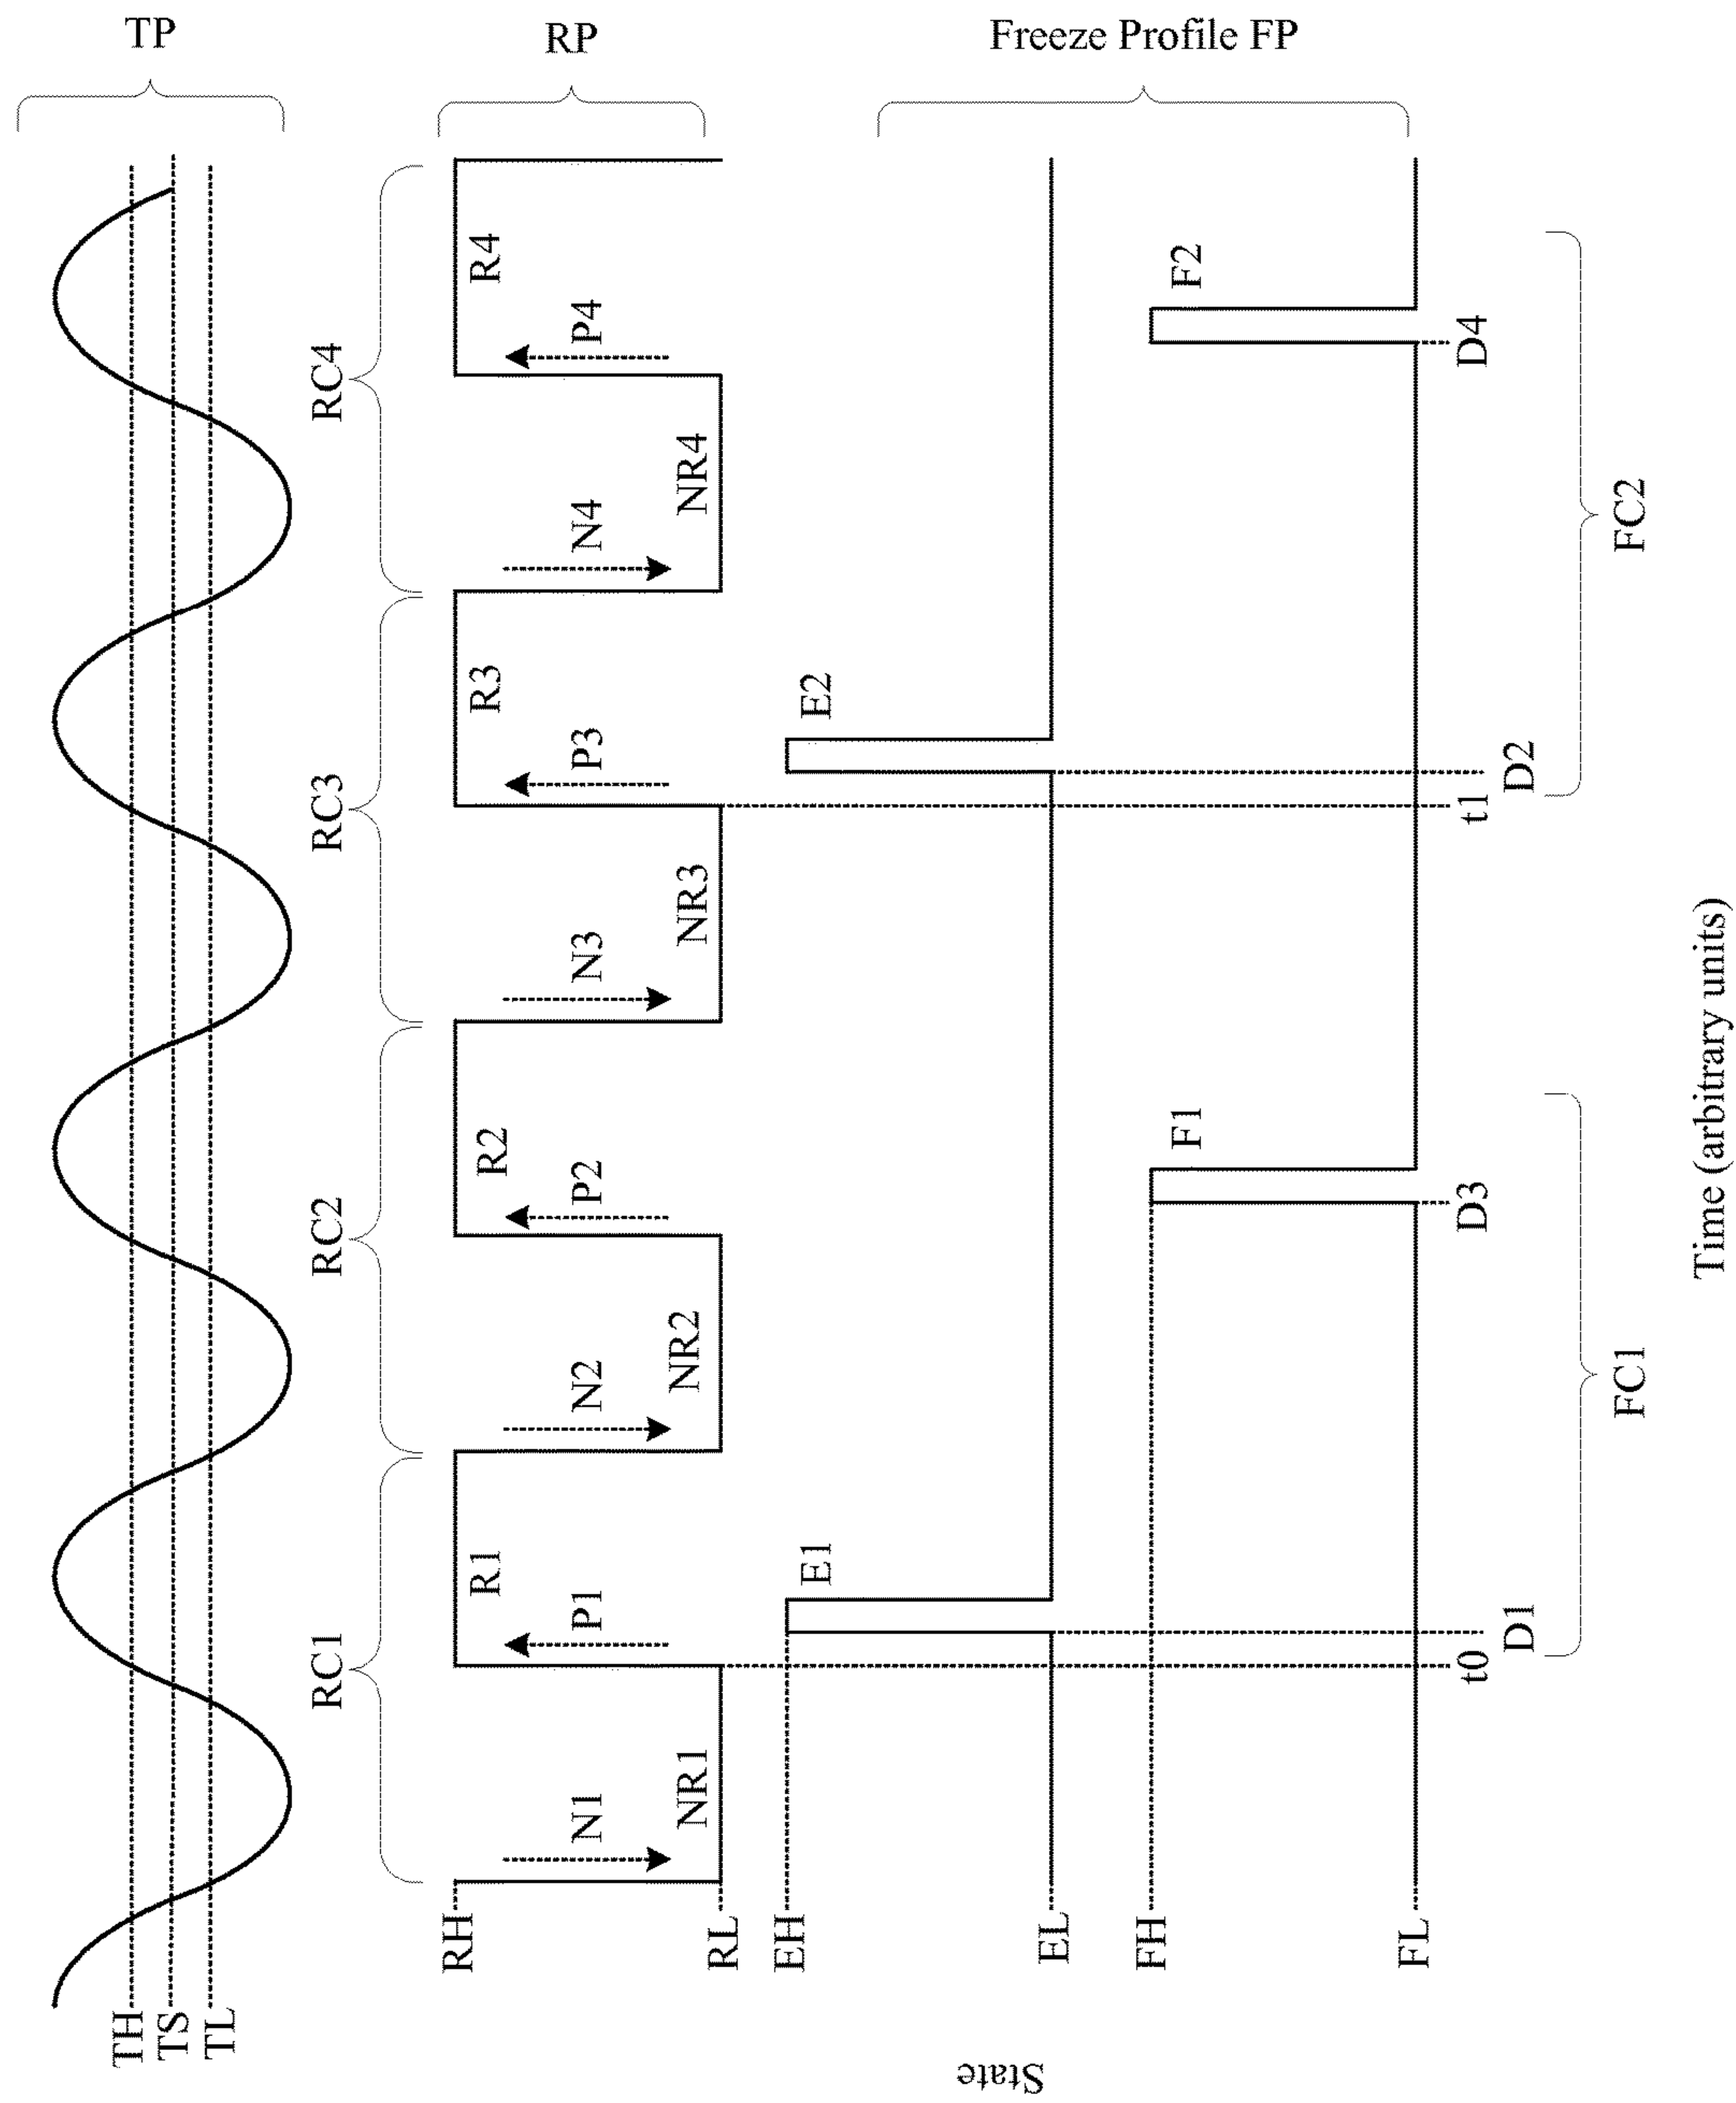 TP
TH
TS
TL
RC1
RC2
RC3
RC4
RH
R1
R2
R3
R4
RP
N1
P1
N2
P2
N3
P3
N4
P4
NR1
NR2
NR3
NR4
RL
EH
E1
E2
State
EL
Freeze Profile FP
FH
F1
F2
FL
t0
D3
t1
D4
D1
D2
FC1
FC2
Time (arbitrary units)